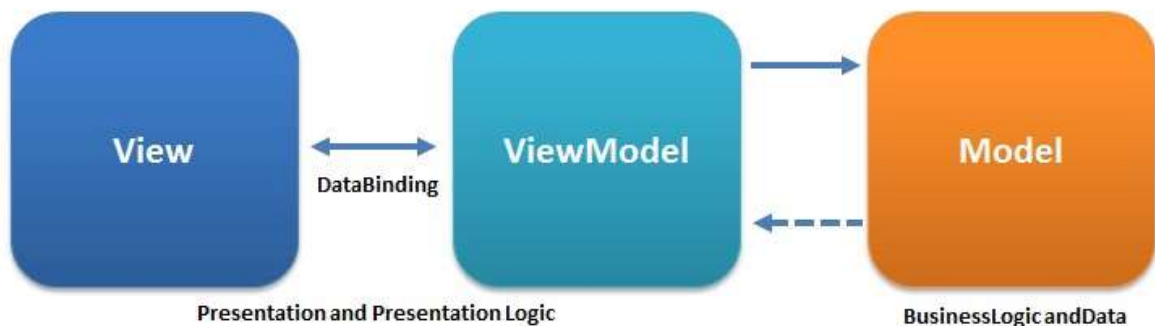 View
ViewModel
Model
DataBinding
Presentation and Presentation Logic
BusinessLogic andData